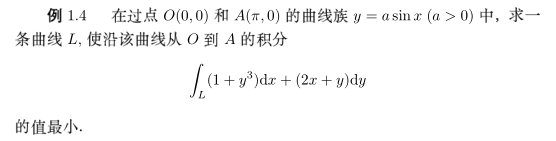 例 1.4 在过点 O(0,0) 和 A(π,0) 的曲线族 y = a sin x (a > 0) 中，求一
条曲线 L, 使沿该曲线从 O 到 A 的积分
∫_L (1 + y³)dx + (2x + y)dy
的值最小.